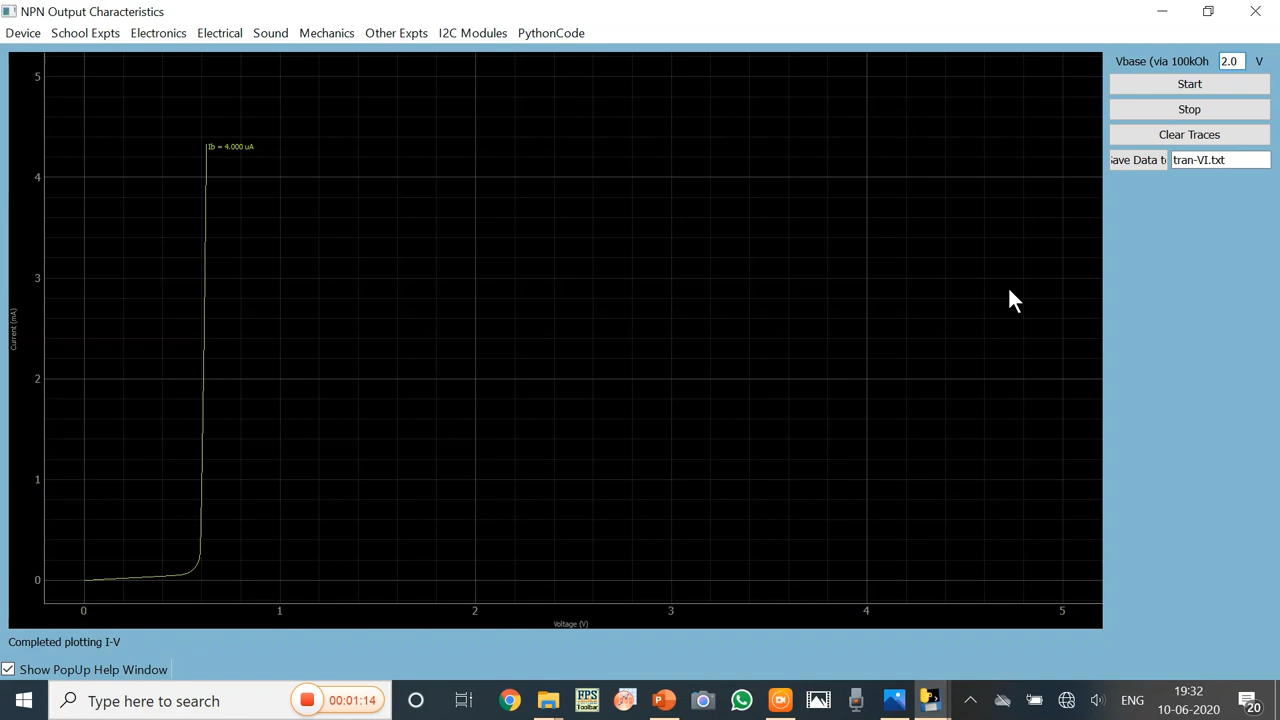 NPN Output Characteristics
Device School Expts Electronics Electrical Sound Mechanics Other Expts I2C Modules PythonCode
Vbase (via 100kOh 2.0 V
Start
Stop
Clear Traces
ave Data t tran-VI.txt
5
4
3
2
1
0
Current (mA)
Ib = 4.000 uA
0 1 2 3 4 5
Voltage (V)
Completed plotting I-V
Show PopUp Help Window
Type here to search
00:01:14
FPS
ENG
19:32
10-06-2020
20